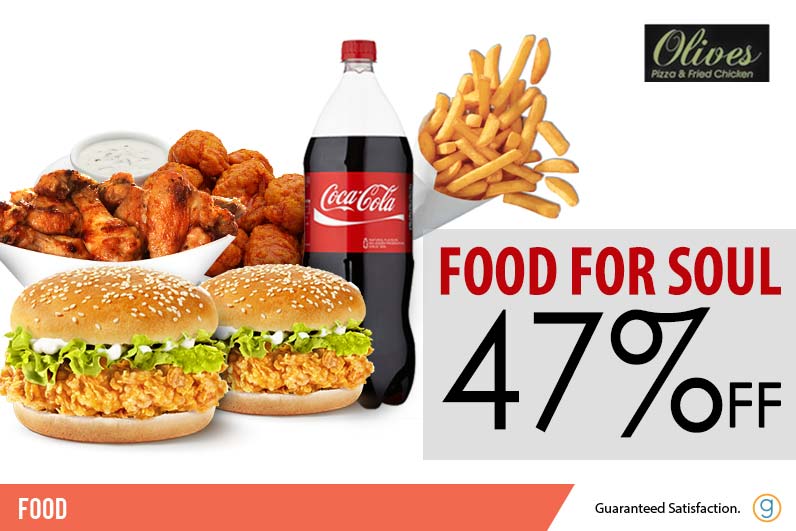 Olives
Pizza & Fried Chicken
Coca-Cola
FOOD FOR SOUL
47% OFF
FOOD
Guaranteed Satisfaction. g